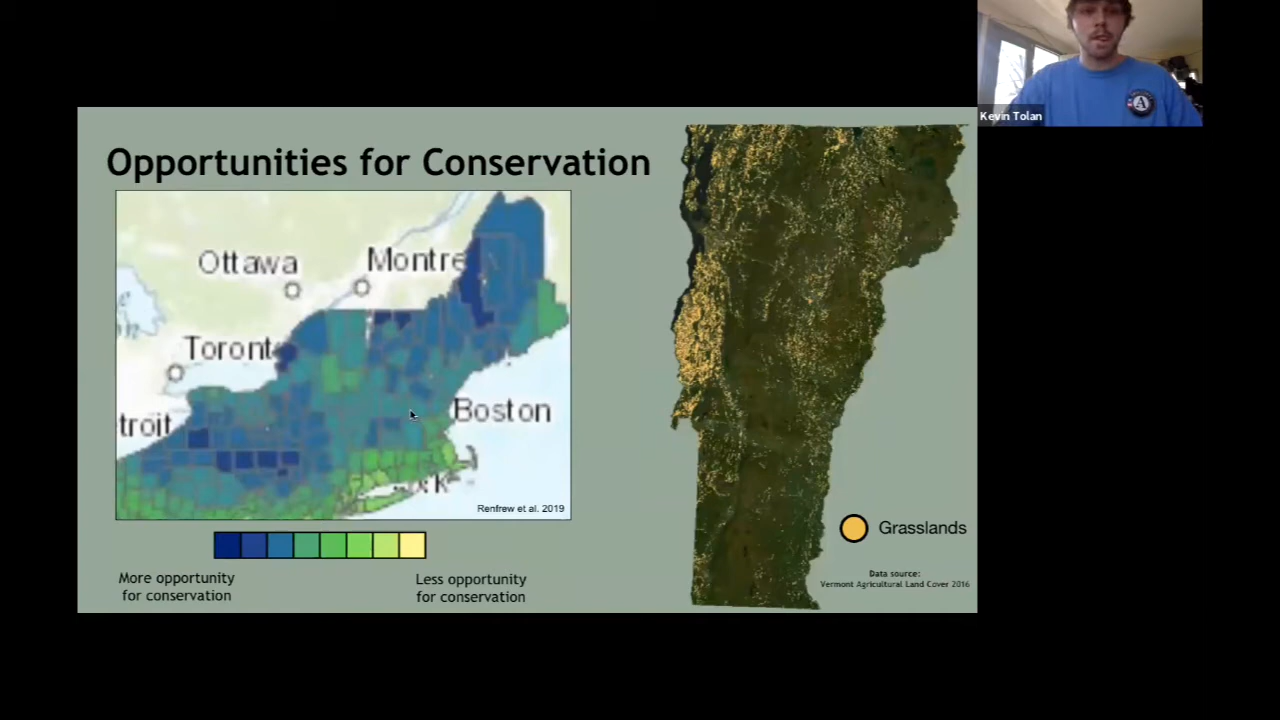 Kevin Tolan
A
Opportunities for Conservation
Ottawa
Montre
Toront
Boston
troit
k
Renfrew et al. 2019
More opportunity
for conservation
Less opportunity
for conservation
Grasslands
Data source:
Vermont Agricultural Land Cover 2016